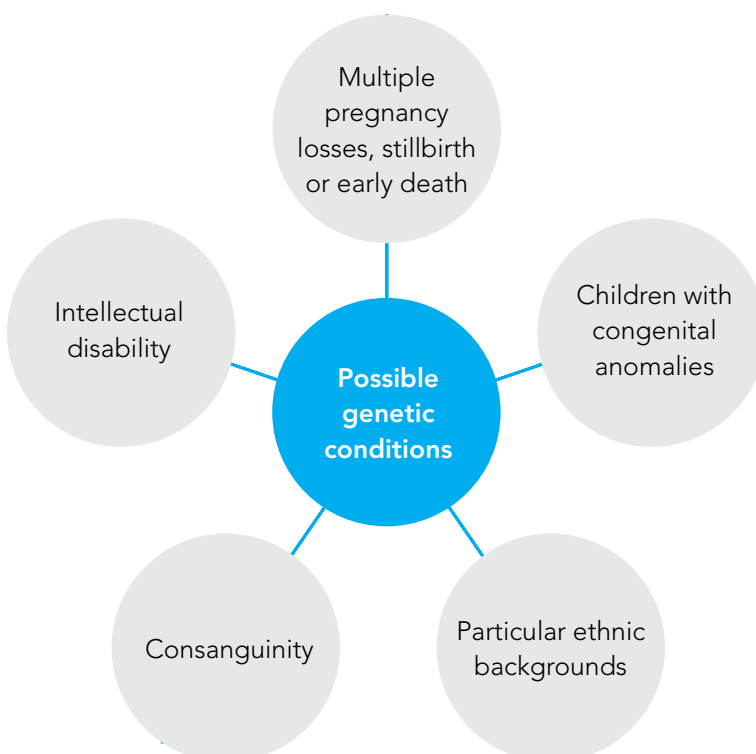 Multiple
pregnancy
losses, stillbirth
or early death
Intellectual
disability
Children with
congenital
anomalies
Possible
genetic
conditions
Consanguinity
Particular ethnic
backgrounds